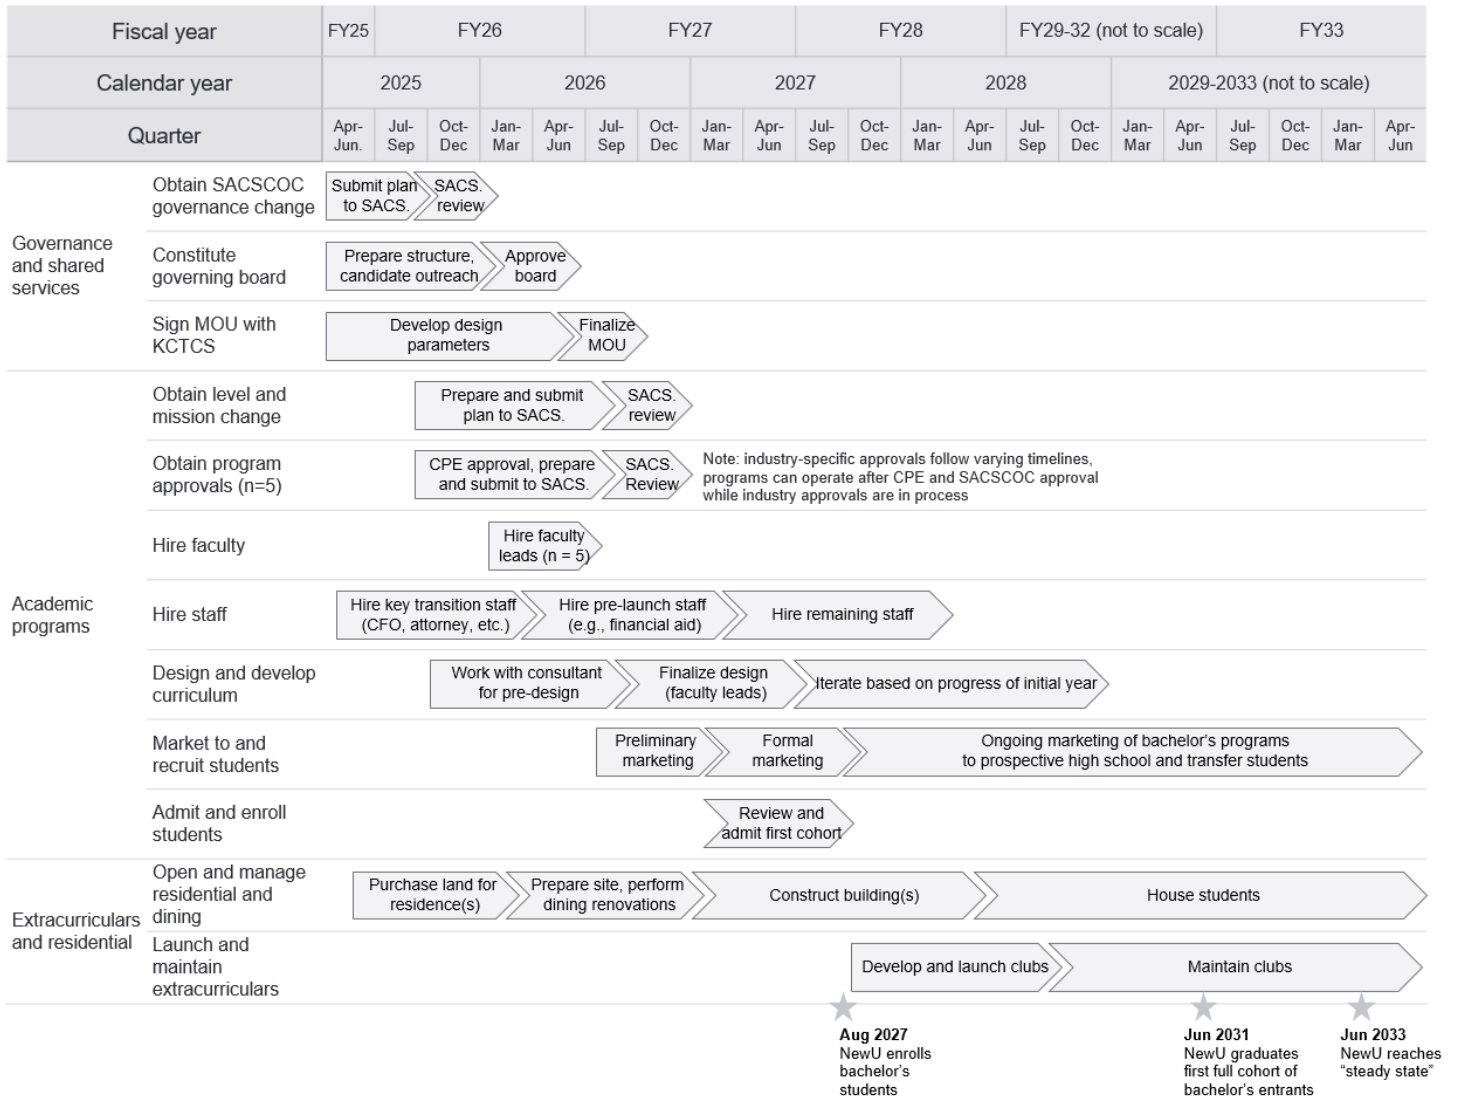 Fiscal year
FY25
FY26
FY27
FY28
FY29-32 (not to scale)
FY33
Calendar year
2025
2026
2027
2028
2029-2033 (not to scale)
Quarter
Apr-
Jun.
Jul-
Sep
Oct-
Dec
Jan-
Mar
Apr-
Jun
Jul-
Sep
Oct-
Dec
Jan-
Mar
Apr-
Jun
Jul-
Sep
Oct-
Dec
Jan-
Mar
Apr-
Jun
Jul-
Sep
Oct-
Dec
Jan-
Mar
Apr-
Jun
Jul-
Sep
Oct-
Dec
Jan-
Mar
Apr-
Jun
Governance
and shared
services
Obtain SACSCOC
governance change
Submit plan
to SACS.
SACS.
review
Constitute
governing board
Prepare structure,
candidate outreach
Approve
board
Sign MOU with
KCTCS
Develop design
parameters
Finalize
MOU
Academic
programs
Obtain level and
mission change
Prepare and submit
plan to SACS.
SACS.
review
Obtain program
approvals (n=5)
CPE approval, prepare
and submit to SACS.
SACS.
Review
Note: industry-specific approvals follow varying timelines,
programs can operate after CPE and SACSCOC approval
while industry approvals are in process
Hire faculty
Hire faculty
leads (n = 5)
Hire staff
Hire key transition staff
(CFO, attorney, etc.)
Hire pre-launch staff
(e.g., financial aid)
Hire remaining staff
Design and develop
curriculum
Work with consultant
for pre-design
Finalize design
(faculty leads)
Iterate based on progress of initial year
Market to and
recruit students
Preliminary
marketing
Formal
marketing
Ongoing marketing of bachelor's programs
to prospective high school and transfer students
Admit and enroll
students
Review and
admit first cohort
Extracurriculars
and residential
Open and manage
residential and
dining
Purchase land for
residence(s)
Prepare site, perform
dining renovations
Construct building(s)
House students
Launch and
maintain
extracurriculars
Develop and launch clubs
Maintain clubs
Aug 2027
NewU enrolls
bachelor's
students
Jun 2031
NewU graduates
first full cohort of
bachelor's entrants
Jun 2033
NewU reaches
“steady state”